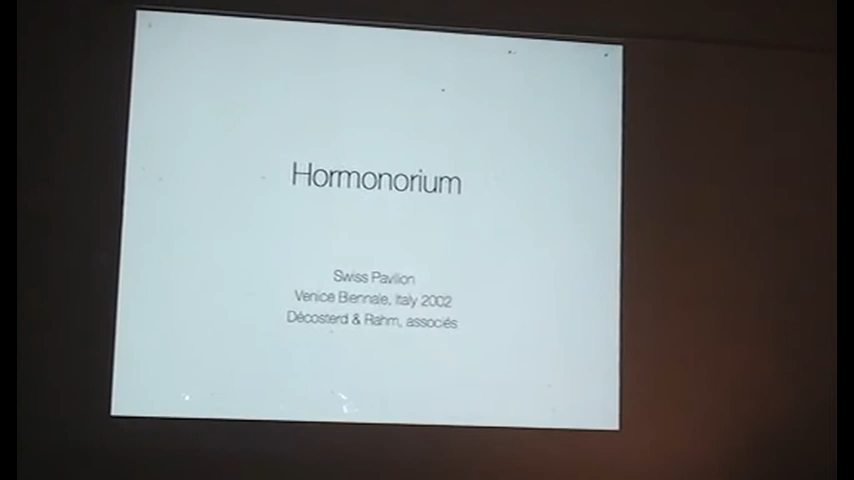 Hormonorium
Swiss Pavilion
Venice Biennale, Italy 2002
Décosterd & Rahm, associés